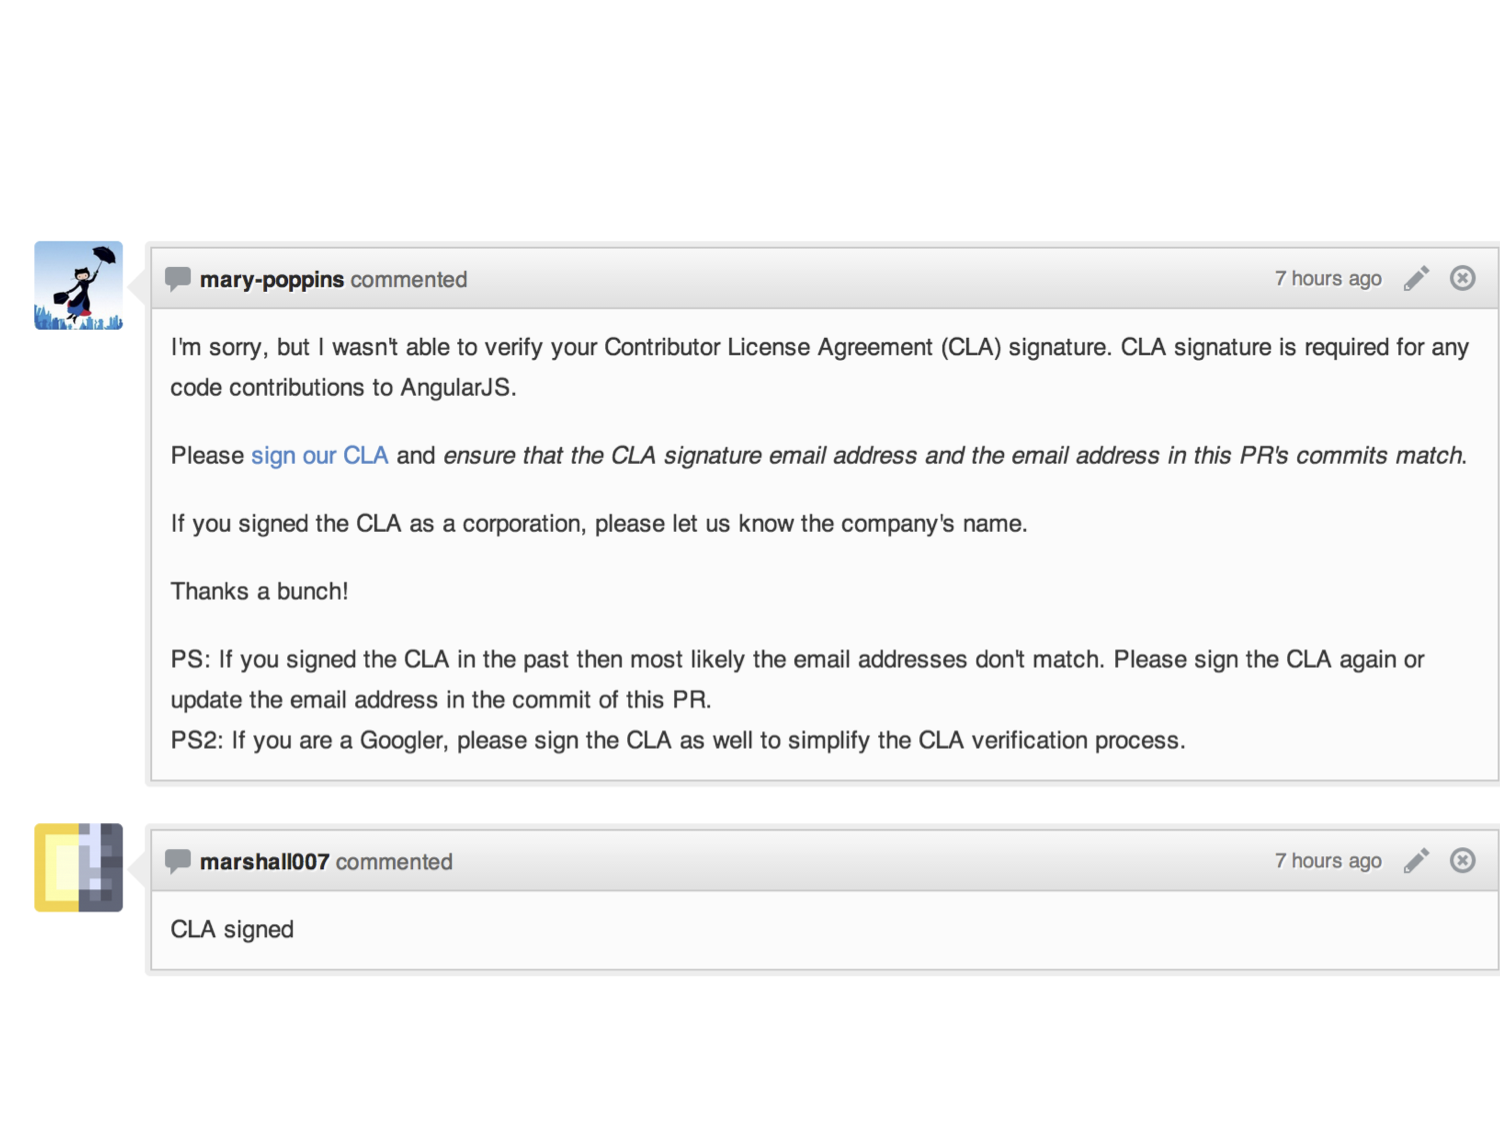 mary-poppins commented 7 hours ago
I'm sorry, but I wasn't able to verify your Contributor License Agreement (CLA) signature. CLA signature is required for any
code contributions to AngularJS.
Please sign our CLA and ensure that the CLA signature email address and the email address in this PR's commits match.
If you signed the CLA as a corporation, please let us know the company's name.
Thanks a bunch!
PS: If you signed the CLA in the past then most likely the email addresses don't match. Please sign the CLA again or
update the email address in the commit of this PR.
PS2: If you are a Googler, please sign the CLA as well to simplify the CLA verification process.
marshall007 commented 7 hours ago
CLA signed